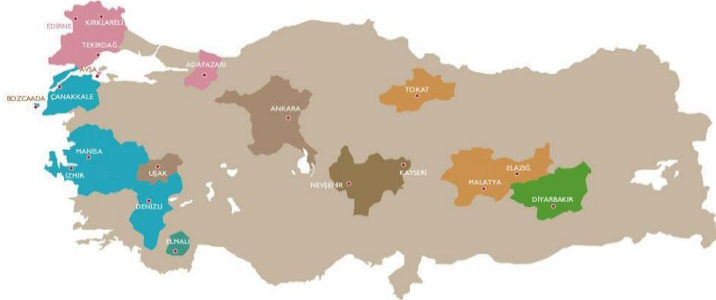 KIRKLARELİ
EDİRNE
TEKİRDAĞ
ADAPAZARI
AVŞA
TOKAT
ÇANAKKALE
BOZCAADA
ANKARA
MANİSA
ELAZIĞ
UŞAK
KAYSERİ
İZMİR
NEVŞEHİR
MALATYA
DİYARBAKIR
DENİZLİ
ELMALI